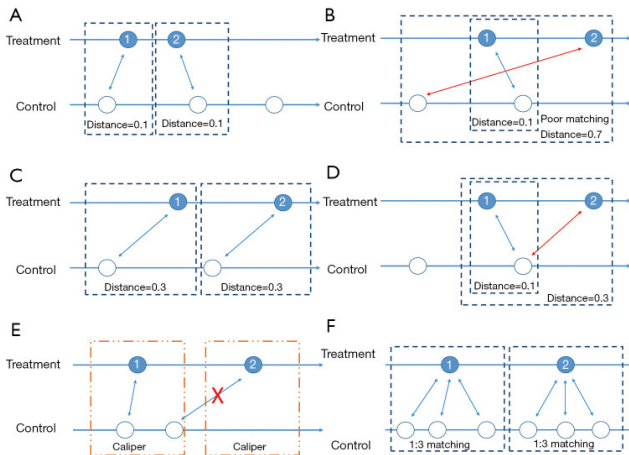 A
Treatment 1 2
Control
Distance=0.1 Distance=0.1
B
Treatment 1 2
Control
Poor matching
Distance=0.1 Distance=0.7
C
Treatment 1 2
Control
Distance=0.3 Distance=0.3
D
Treatment 1 2
Control
Distance=0.1
Distance=0.3
E
Treatment 1 2
X
Control
Caliper Caliper
F
Treatment
1 2
Control
1:3 matching 1:3 matching